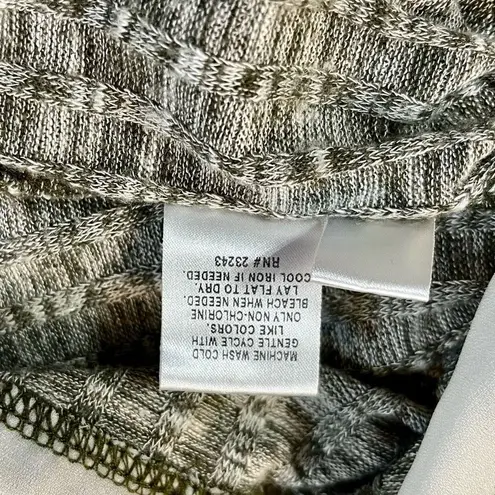 MACHINE WASH COLD
GENTLE CYCLE WITH
LIKE COLORS.
ONLY NON-CHLORINE
BLEACH WHEN NEEDED.
LAY FLAT TO DRY.
COOL IRON IF NEEDED.
RN# 23243